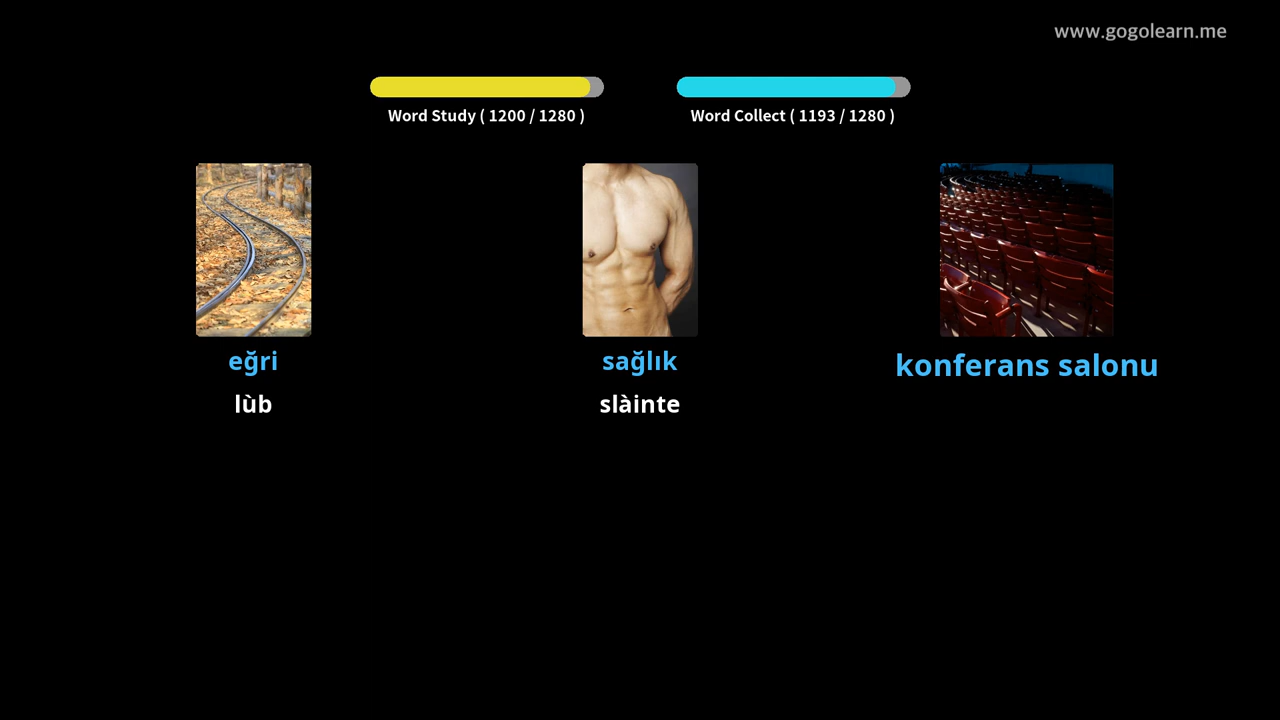 www.gogolearn.me
Word Study ( 1200 / 1280 )
Word Collect ( 1193 / 1280 )
eğri
sağlık
konferans salonu
lùb
slàinte